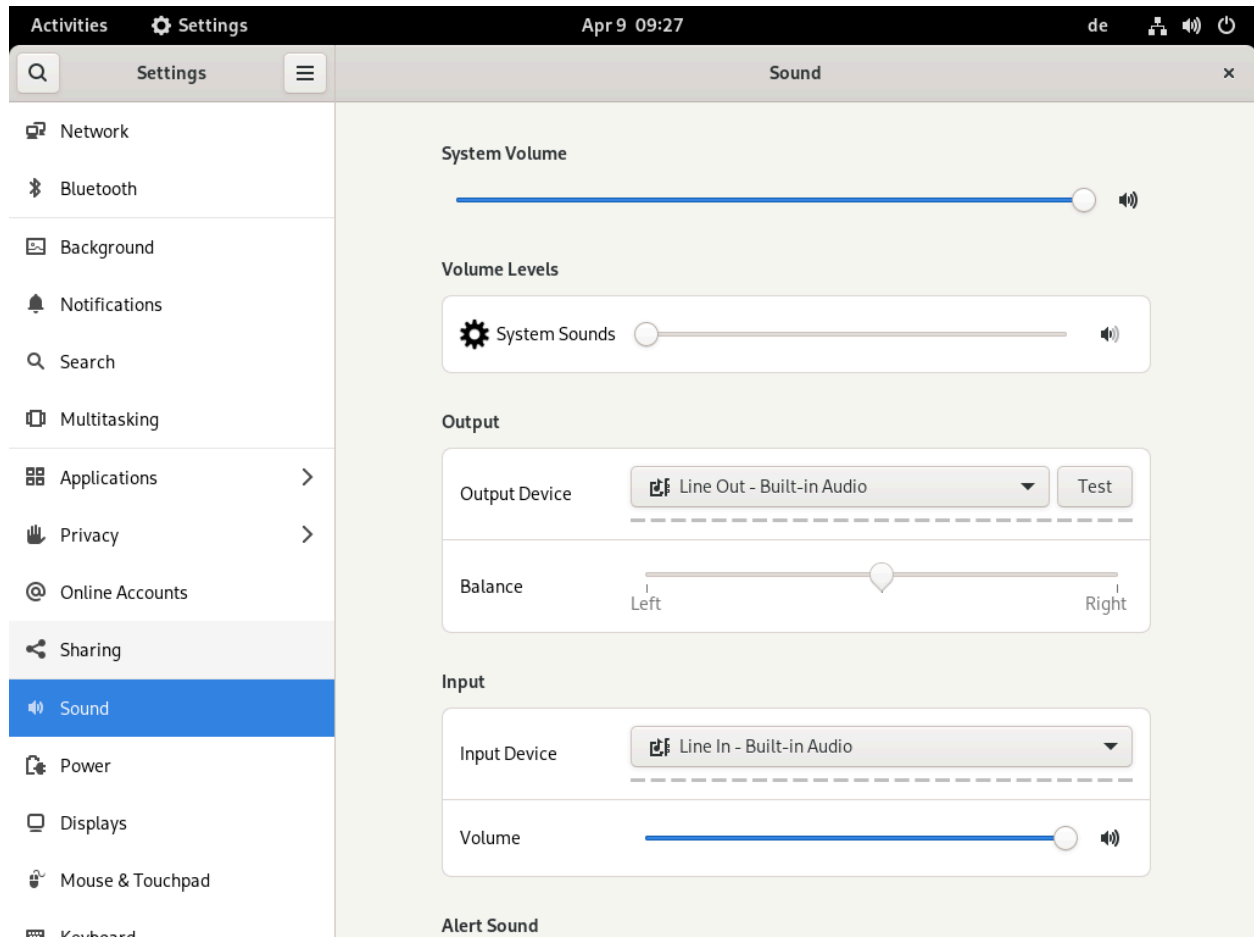 Activities Settings Apr 9 09:27 de
Settings Sound
Network
Bluetooth
Background
Notifications
Search
Multitasking
Applications
Privacy
Online Accounts
Sharing
Sound
Power
Displays
Mouse & Touchpad
Keyboard
System Volume
Volume Levels
System Sounds
Output
Output Device Line Out - Built-in Audio Test
Balance
Left Right
Input
Input Device Line In - Built-in Audio
Volume
Alert Sound